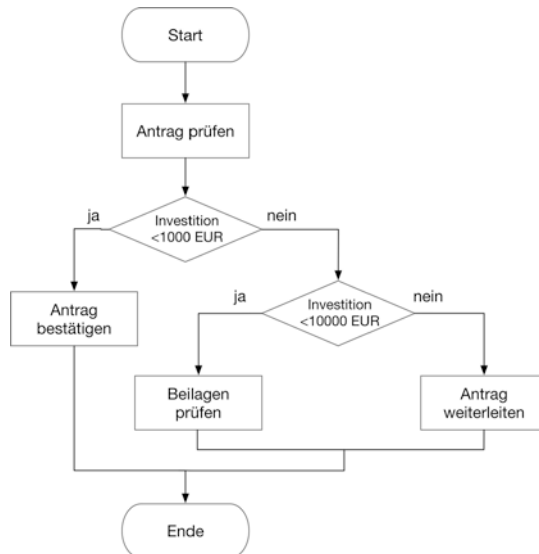 Start
Antrag prüfen
ja
nein
Investition
<1000 EUR
Antrag
bestätigen
ja
nein
Investition
<10000 EUR
Beilagen
prüfen
Antrag
weiterleiten
Ende